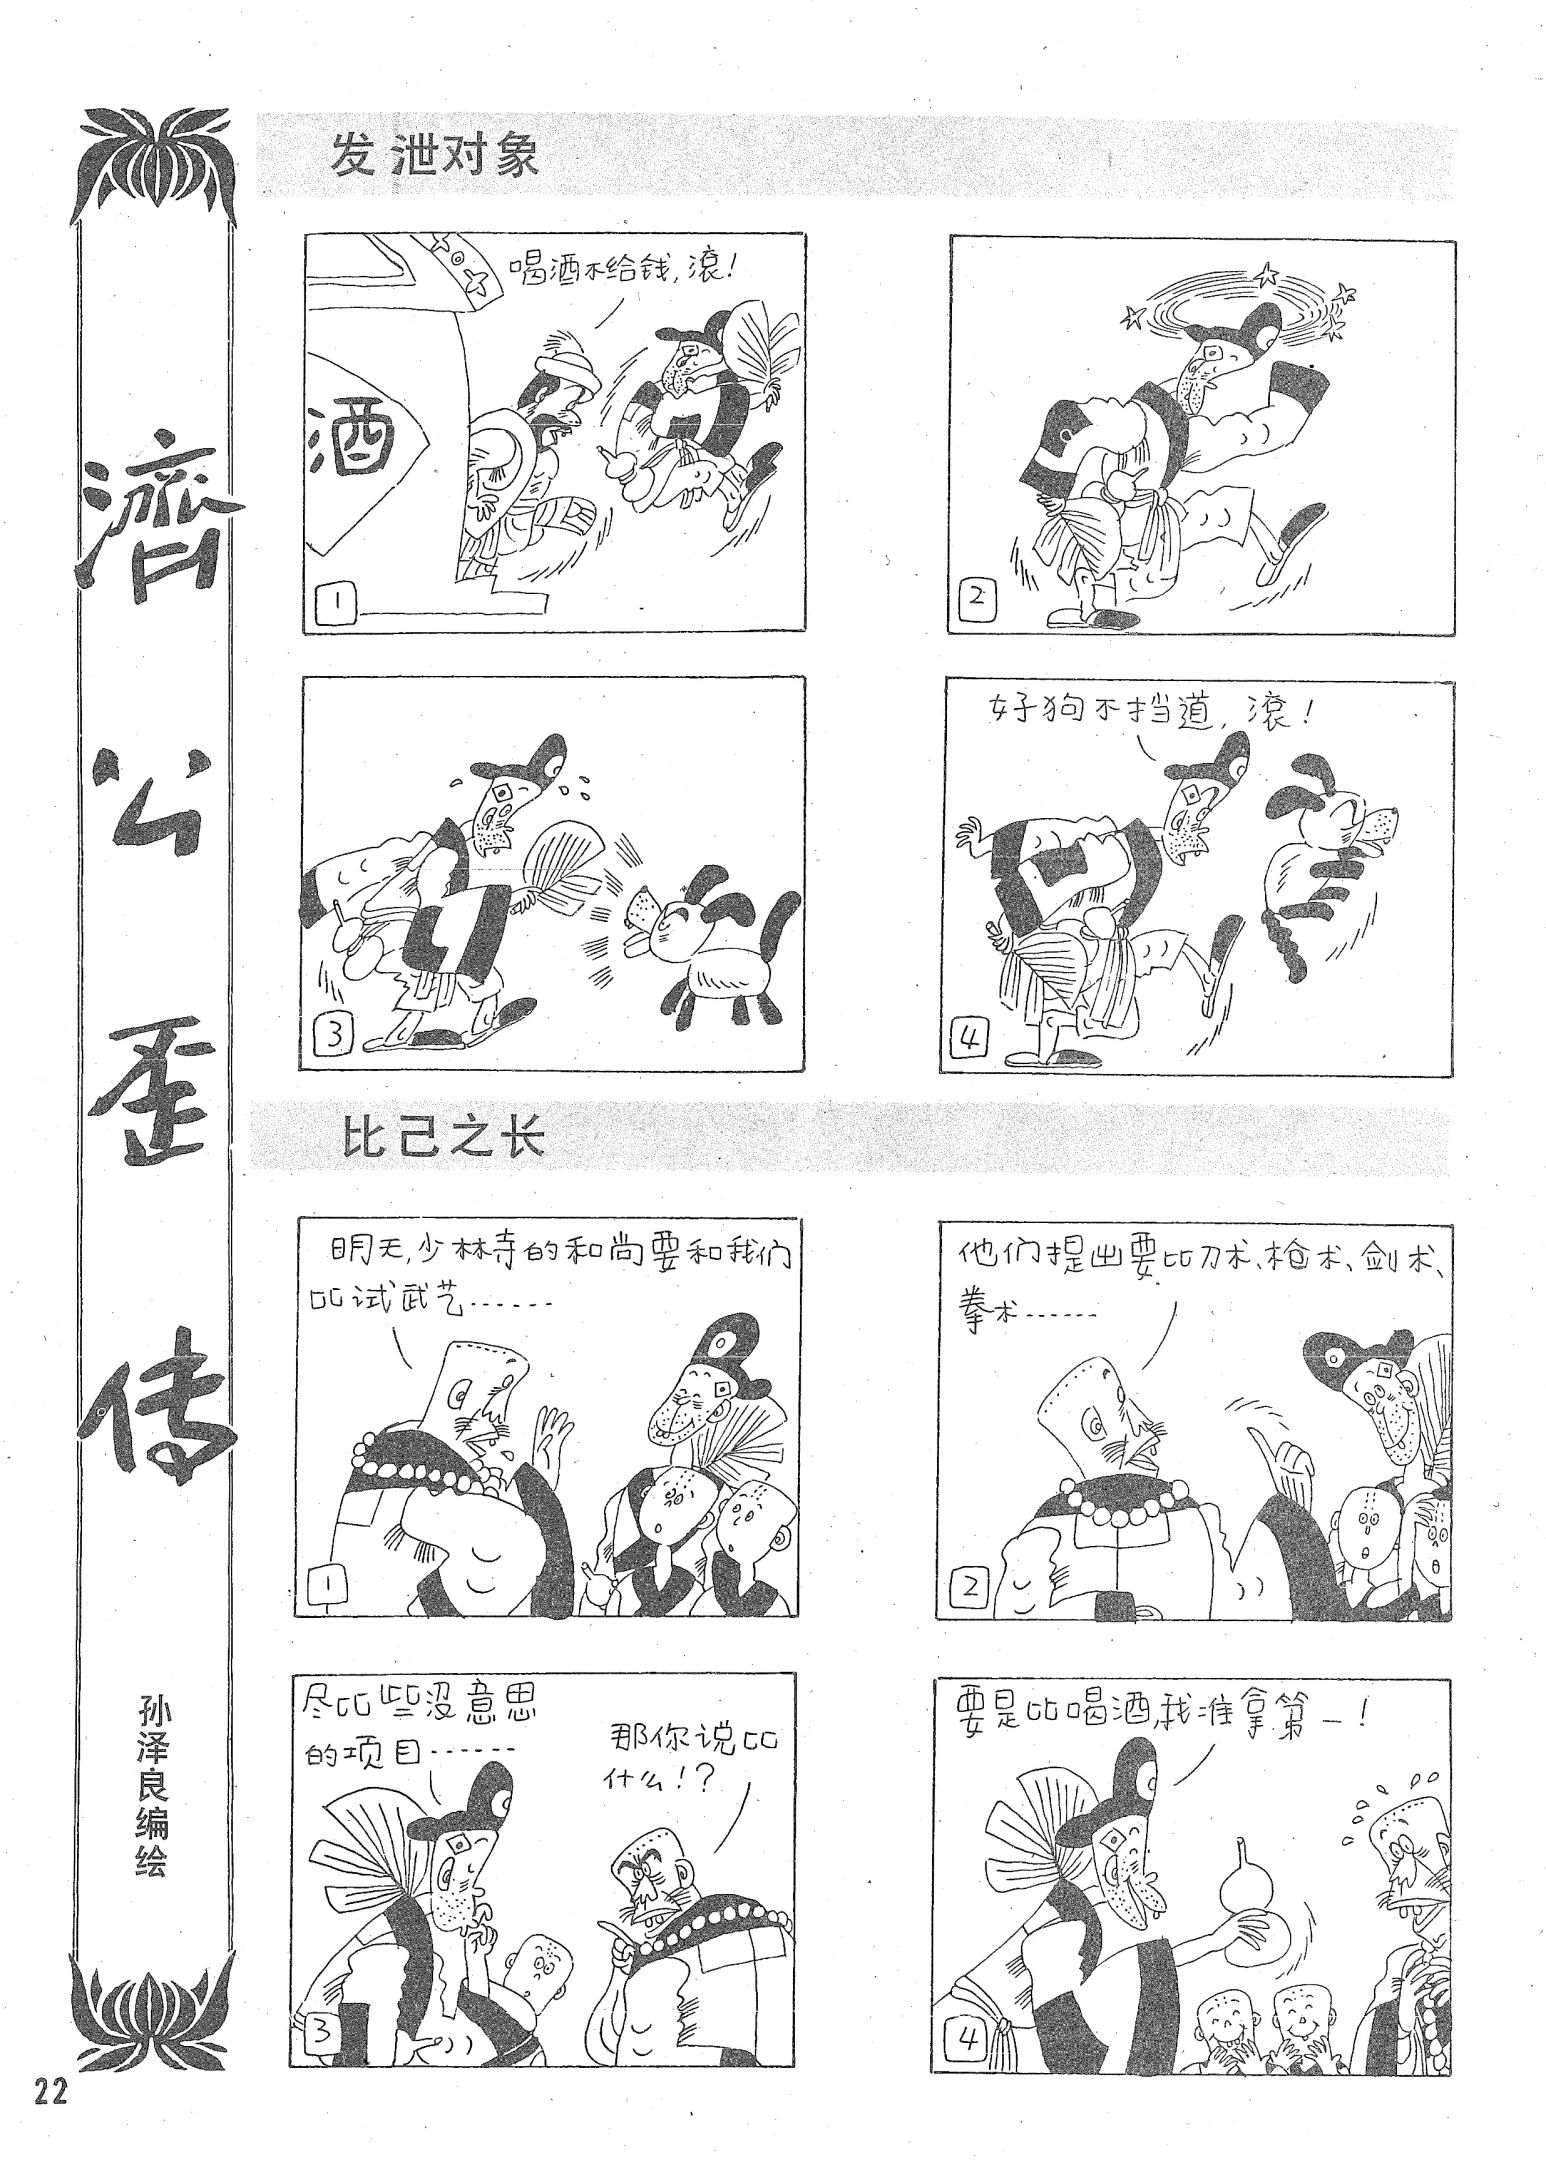 濟公歪传
孙泽良编绘
发泄对象
喝酒不给钱,滾!
酒
1
2
3
好狗不挡道,滾!
4
比己之长
明天,少林寺的和尚要和我们
比试武艺……
1
他们提出要比刀术、枪术、剑术、
拳术……
2
尽比些没意思
的项目……
那你说比
什么!?
3
要是比喝酒,我准拿第一!
4
22